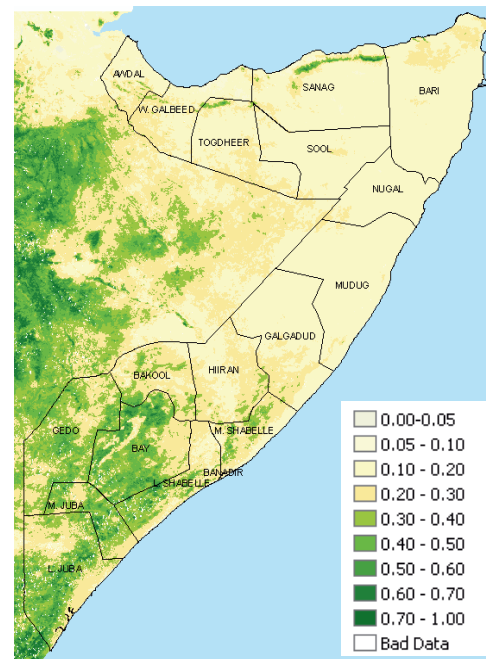 AWDAL
SANAG
BARI
W. GALBEED
TOGDHEER
SOOL
NUGAL
MUDUG
GALGADUD
BAKOOL
HIIRAN
GEDO
M. SHABELLE
BAY
BANADIR
L. SHABELLE
M. JUBA
L. JUBA
0.00-0.05
0.05 - 0.10
0.10 - 0.20
0.20 - 0.30
0.30 - 0.40
0.40 - 0.50
0.50 - 0.60
0.60 - 0.70
0.70 - 1.00
Bad Data